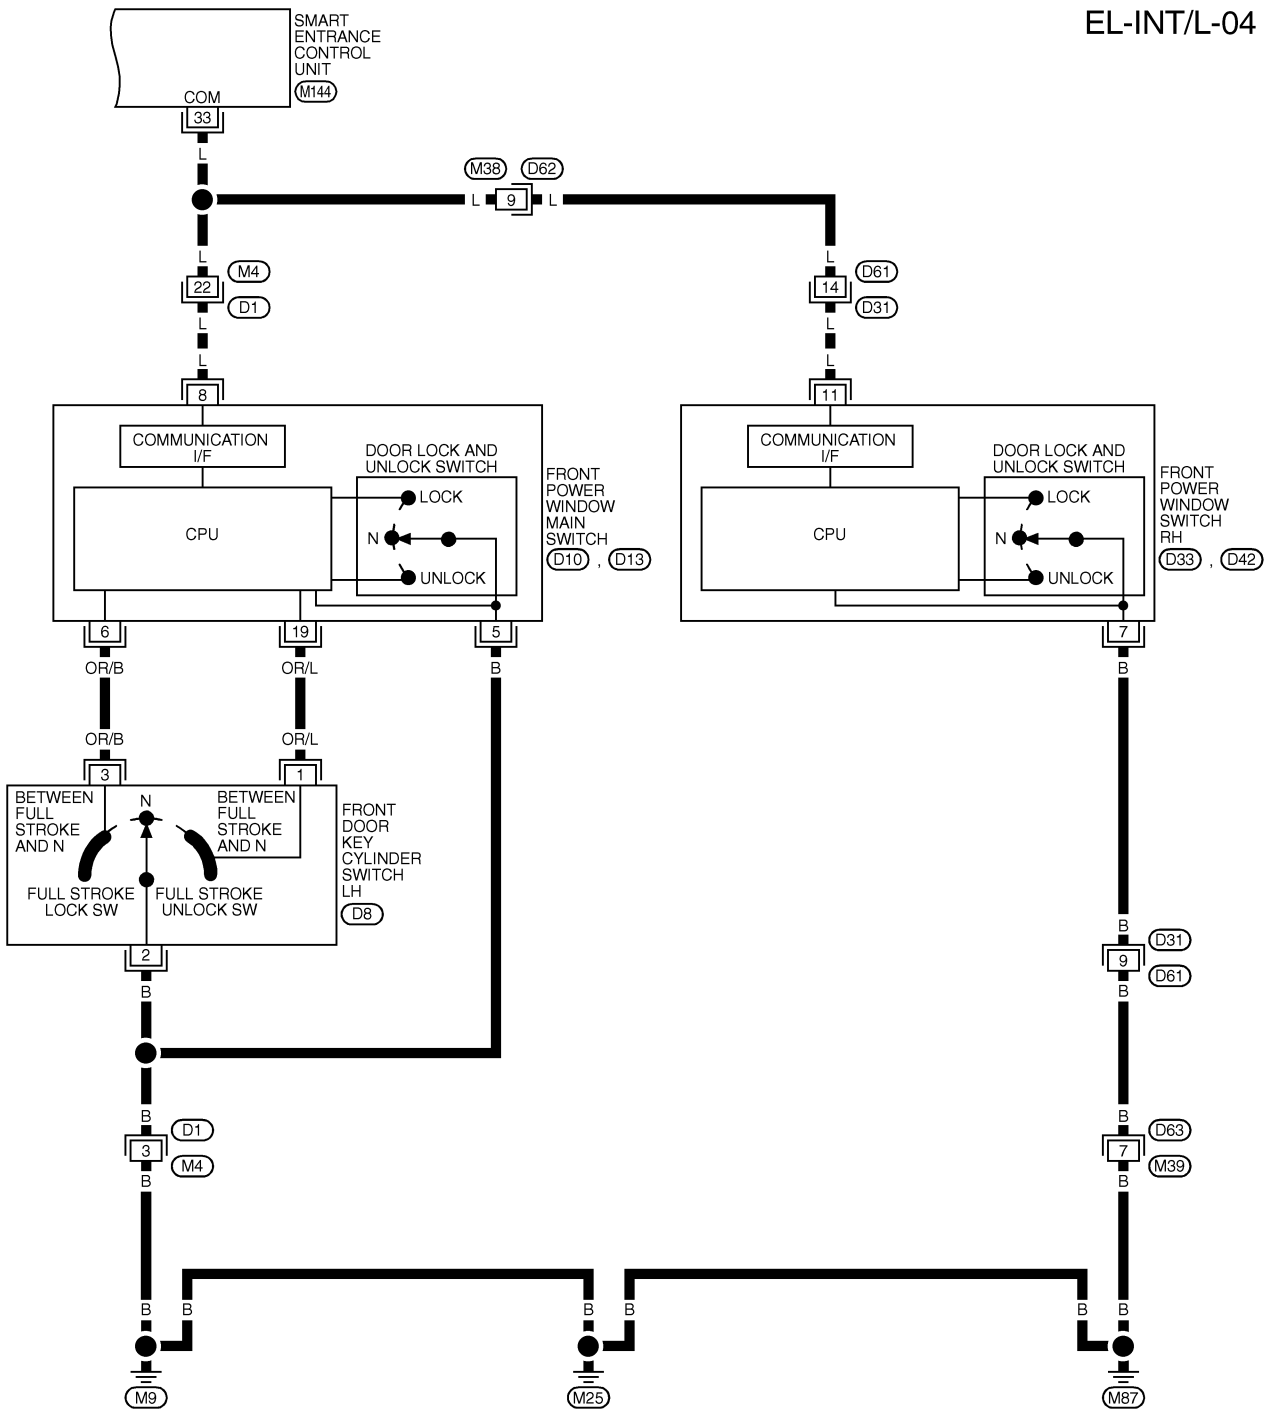 EL-INT/L-04
SMART
ENTRANCE
CONTROL
UNIT
M144
COM
33
L
M38 D62
L 9 L
L
M4
22
D1
L
L
8
L
D61
14
D31
L
L
11
COMMUNICATION
I/F
CPU
DOOR LOCK AND
UNLOCK SWITCH
LOCK
N
UNLOCK
FRONT
POWER
WINDOW
MAIN
SWITCH
D10 , D13
COMMUNICATION
I/F
CPU
DOOR LOCK AND
UNLOCK SWITCH
LOCK
N
UNLOCK
FRONT
POWER
WINDOW
SWITCH
RH
D33 , D42
6 19 5 7
OR/B OR/L B B
OR/B OR/L
3 1
BETWEEN
FULL
STROKE
AND N
N
BETWEEN
FULL
STROKE
AND N
FULL STROKE
LOCK SW
FULL STROKE
UNLOCK SW
FRONT
DOOR
KEY
CYLINDER
SWITCH
LH
D8
2
B
B
D31
9
D61
B
B
D1
3
M4
B
B
D63
7
M39
B
B B B B B B
M9 M25 M87